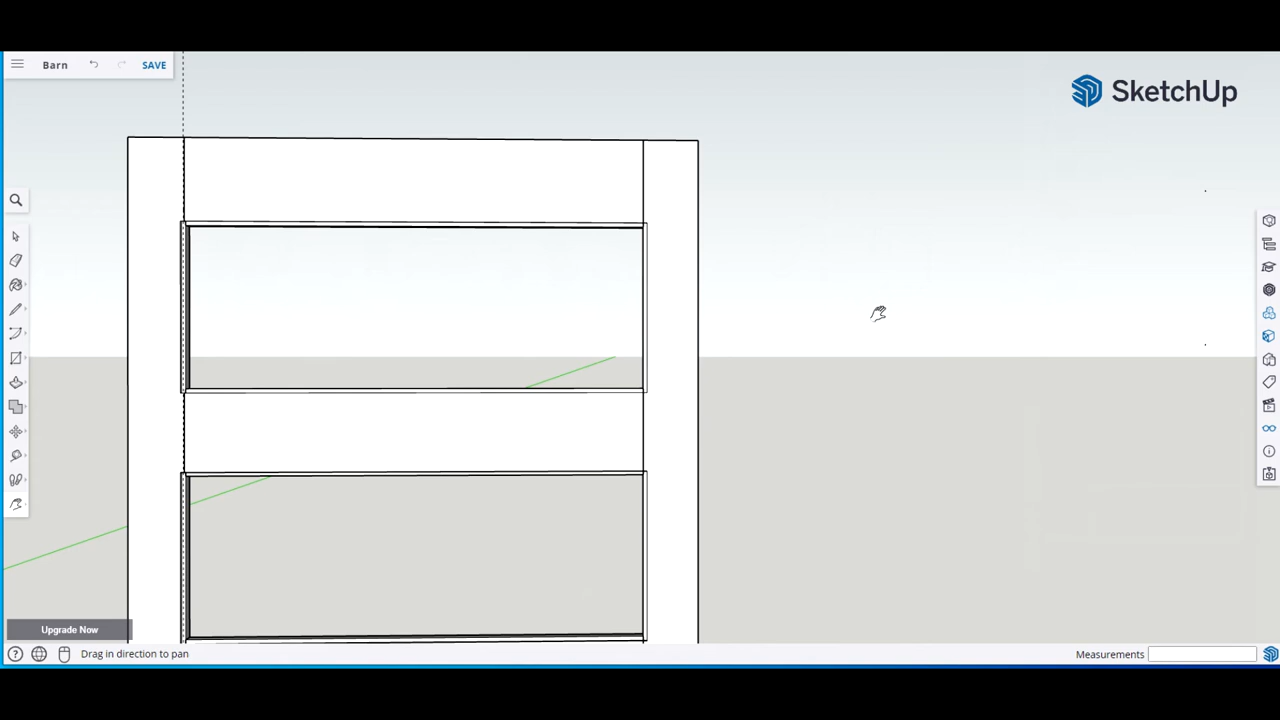 Barn
SAVE
SketchUp
Upgrade Now
?
Drag in direction to pan
Measurements